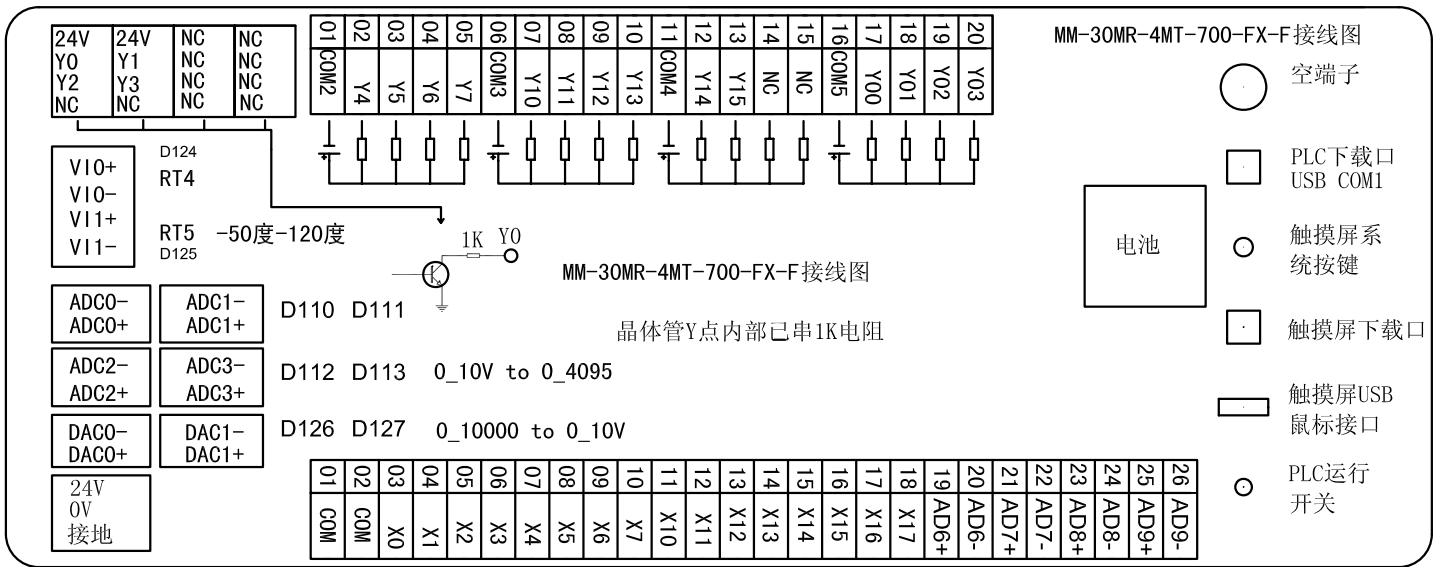 MM-30MR-4MT-700-FX-F接线图
24V 24V NC NC
Y0 Y1 NC NC
Y2 Y3 NC NC
NC NC NC NC
01 02 03 04 05 06 07 08 09 10 11 12 13 14 15 16 17 18 19 20
COM2 Y4 Y5 Y6 Y7 COM3 Y10 Y11 Y12 Y13 COM4 Y14 Y15 NC NC COM5 Y00 Y01 Y02 Y03
VI0+
VI0-
VI1+
VI1-
D124
RT4
RT5 -50度-120度
D125
1K Y0
MM-30MR-4MT-700-FX-F接线图
晶体管Y点内部已串1K电阻
ADC0- ADC1-
ADC0+ ADC1+
D110 D111
ADC2- ADC3-
ADC2+ ADC3+
D112 D113 0_10V to 0_4095
DAC0- DAC1-
DAC0+ DAC1+
D126 D127 0_10000 to 0_10V
24V
0V
接地
01 02 03 04 05 06 07 08 09 10 11 12 13 14 15 16 17 18 19 20 21 22 23 24 25 26
COM COM X0 X1 X2 X3 X4 X5 X6 X7 X10 X11 X12 X13 X14 X15 X16 X17 AD6+ AD6- AD7+ AD7- AD8+ AD8- AD9+ AD9-
电池
空端子
PLC下载口
USB COM1
触摸屏系
统按键
触摸屏下载口
触摸屏USB
鼠标接口
PLC运行
开关